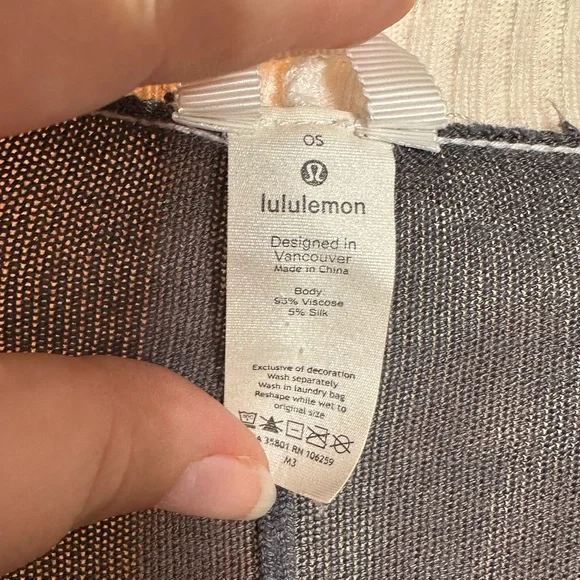 OS
lululemon
Designed in
Vancouver
Made in China
Body:
95% Viscose
5% Silk
Exclusive of decoration
Wash separately
Wash in laundry bag
Reshape while wet to
original size
35801 RN 106259
M3